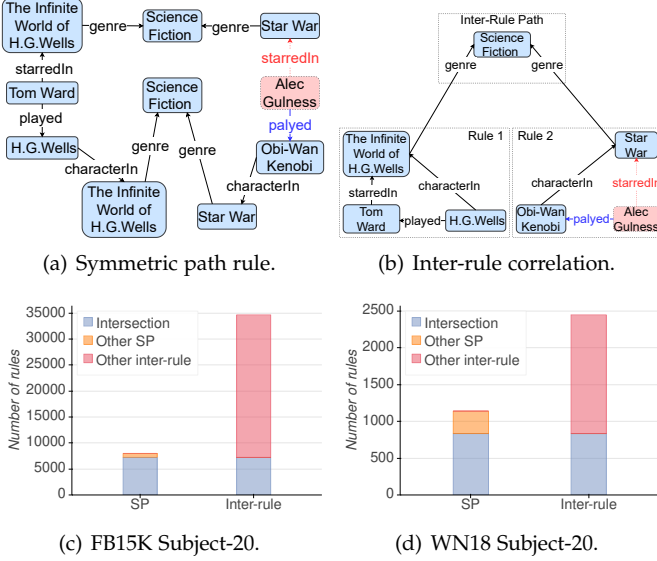 The Infinite
World of
H.G.Wells
genre
Science
Fiction
genre
Star War
starredIn
starredIn
Tom Ward
Alec
Gulness
played
palyed
Science
Fiction
H.G.Wells
genre
genre
Obi-Wan
Kenobi
characterIn
characterIn
The Infinite
World of
H.G.Wells
Star War
(a) Symmetric path rule.
Inter-Rule Path
Science
Fiction
genre
genre
Rule 1
Rule 2
The Infinite
World of
H.G.Wells
Star
War
characterIn
characterIn
starredIn
starredIn
Tom
Ward
played
H.G.Wells
Obi-Wan
Kenobi
palyed
Alec
Gulness
(b) Inter-rule correlation.
Number of rules
35000
30000
25000
20000
15000
10000
5000
0
Intersection
Other SP
Other inter-rule
SP
Inter-rule
(c) FB15K Subject-20.
Number of rules
2500
2000
1500
1000
500
0
Intersection
Other SP
Other inter-rule
SP
Inter-rule
(d) WN18 Subject-20.